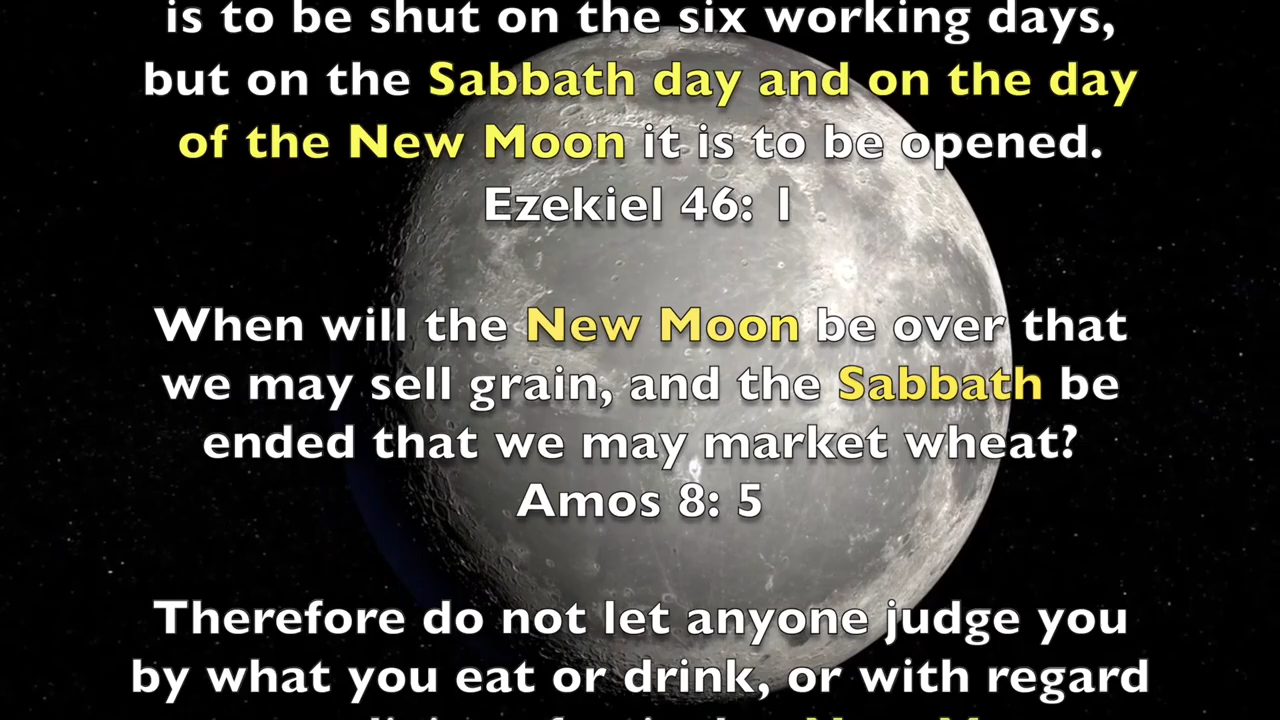 is to be shut on the six working days,
but on the Sabbath day and on the day
of the New Moon it is to be opened.
Ezekiel 46: 1
When will the New Moon be over that
we may sell grain, and the Sabbath be
ended that we may market wheat?
Amos 8: 5
Therefore do not let anyone judge you
by what you eat or drink, or with regard